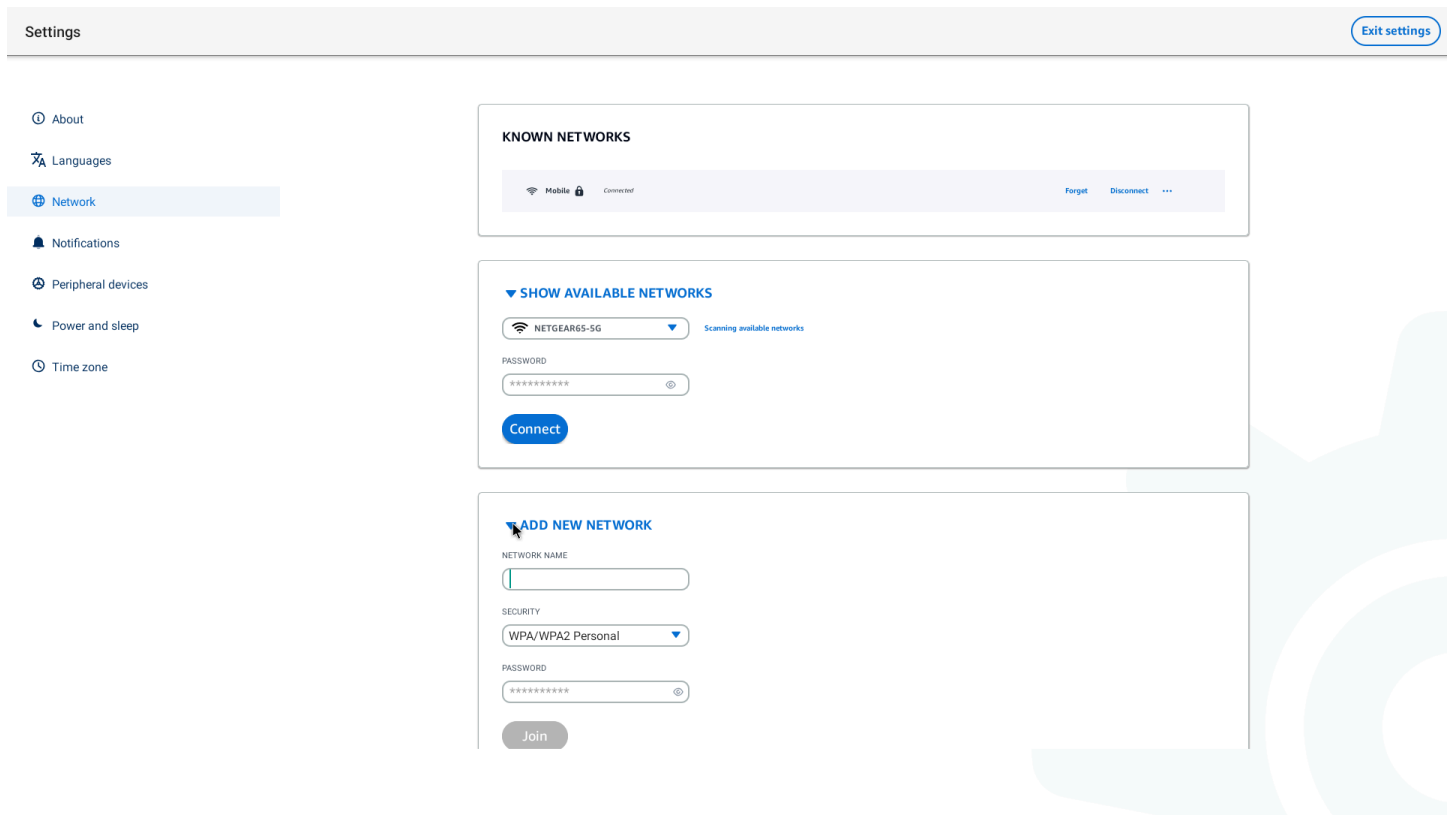 Settings
Exit settings
About
Languages
Network
Notifications
Peripheral devices
Power and sleep
Time zone
KNOWN NETWORKS
Mobile Connected Forget Disconnect ...
SHOW AVAILABLE NETWORKS
NETGEAR65-5G Scanning available networks
PASSWORD
**********
Connect
ADD NEW NETWORK
NETWORK NAME
SECURITY
WPA/WPA2 Personal
PASSWORD
**********
Join